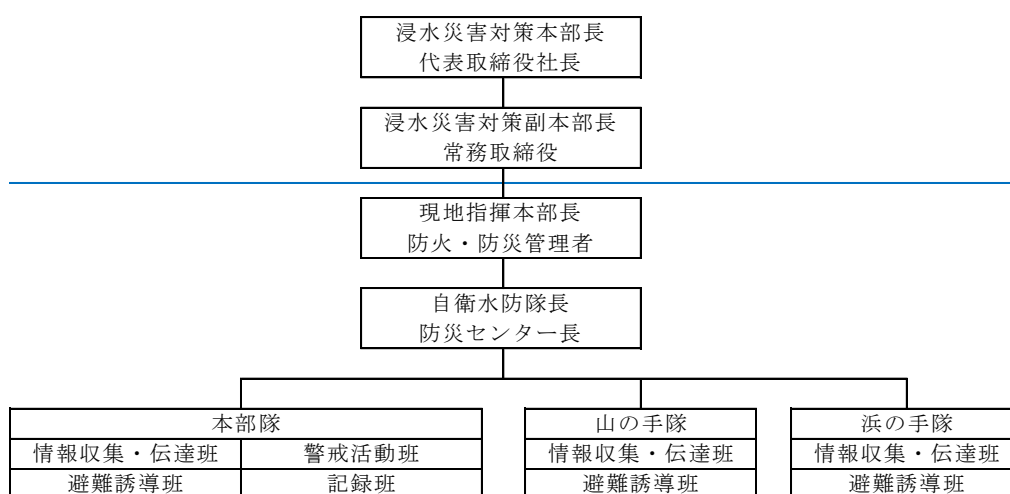 浸水災害対策本部長
代表取締役社長
浸水災害対策副本部長
常務取締役
現地指揮本部長
防火・防災管理者
自衛水防隊長
防災センター長
本部隊
情報収集・伝達班 警戒活動班
避難誘導班 記録班
山の手隊
情報収集・伝達班
避難誘導班
浜の手隊
情報収集・伝達班
避難誘導班